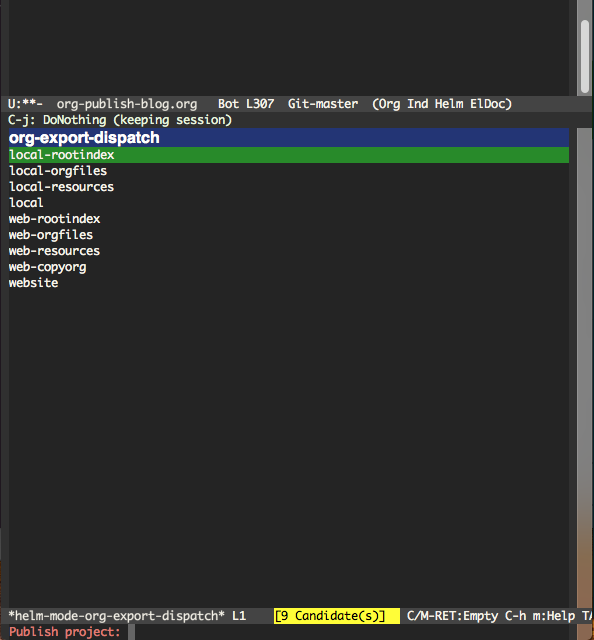 U:**-  org-publish-blog.org   Bot L307  Git-master  (Org Ind Helm ElDoc)
C-j: DoNothing (keeping session)
org-export-dispatch
local-rootindex
local-orgfiles
local-resources
local
web-rootindex
web-orgfiles
web-resources
web-copyorg
website
*helm-mode-org-export-dispatch* L1    [9 Candidate(s)]   C/M-RET:Empty C-h m:Help TA
Publish project: